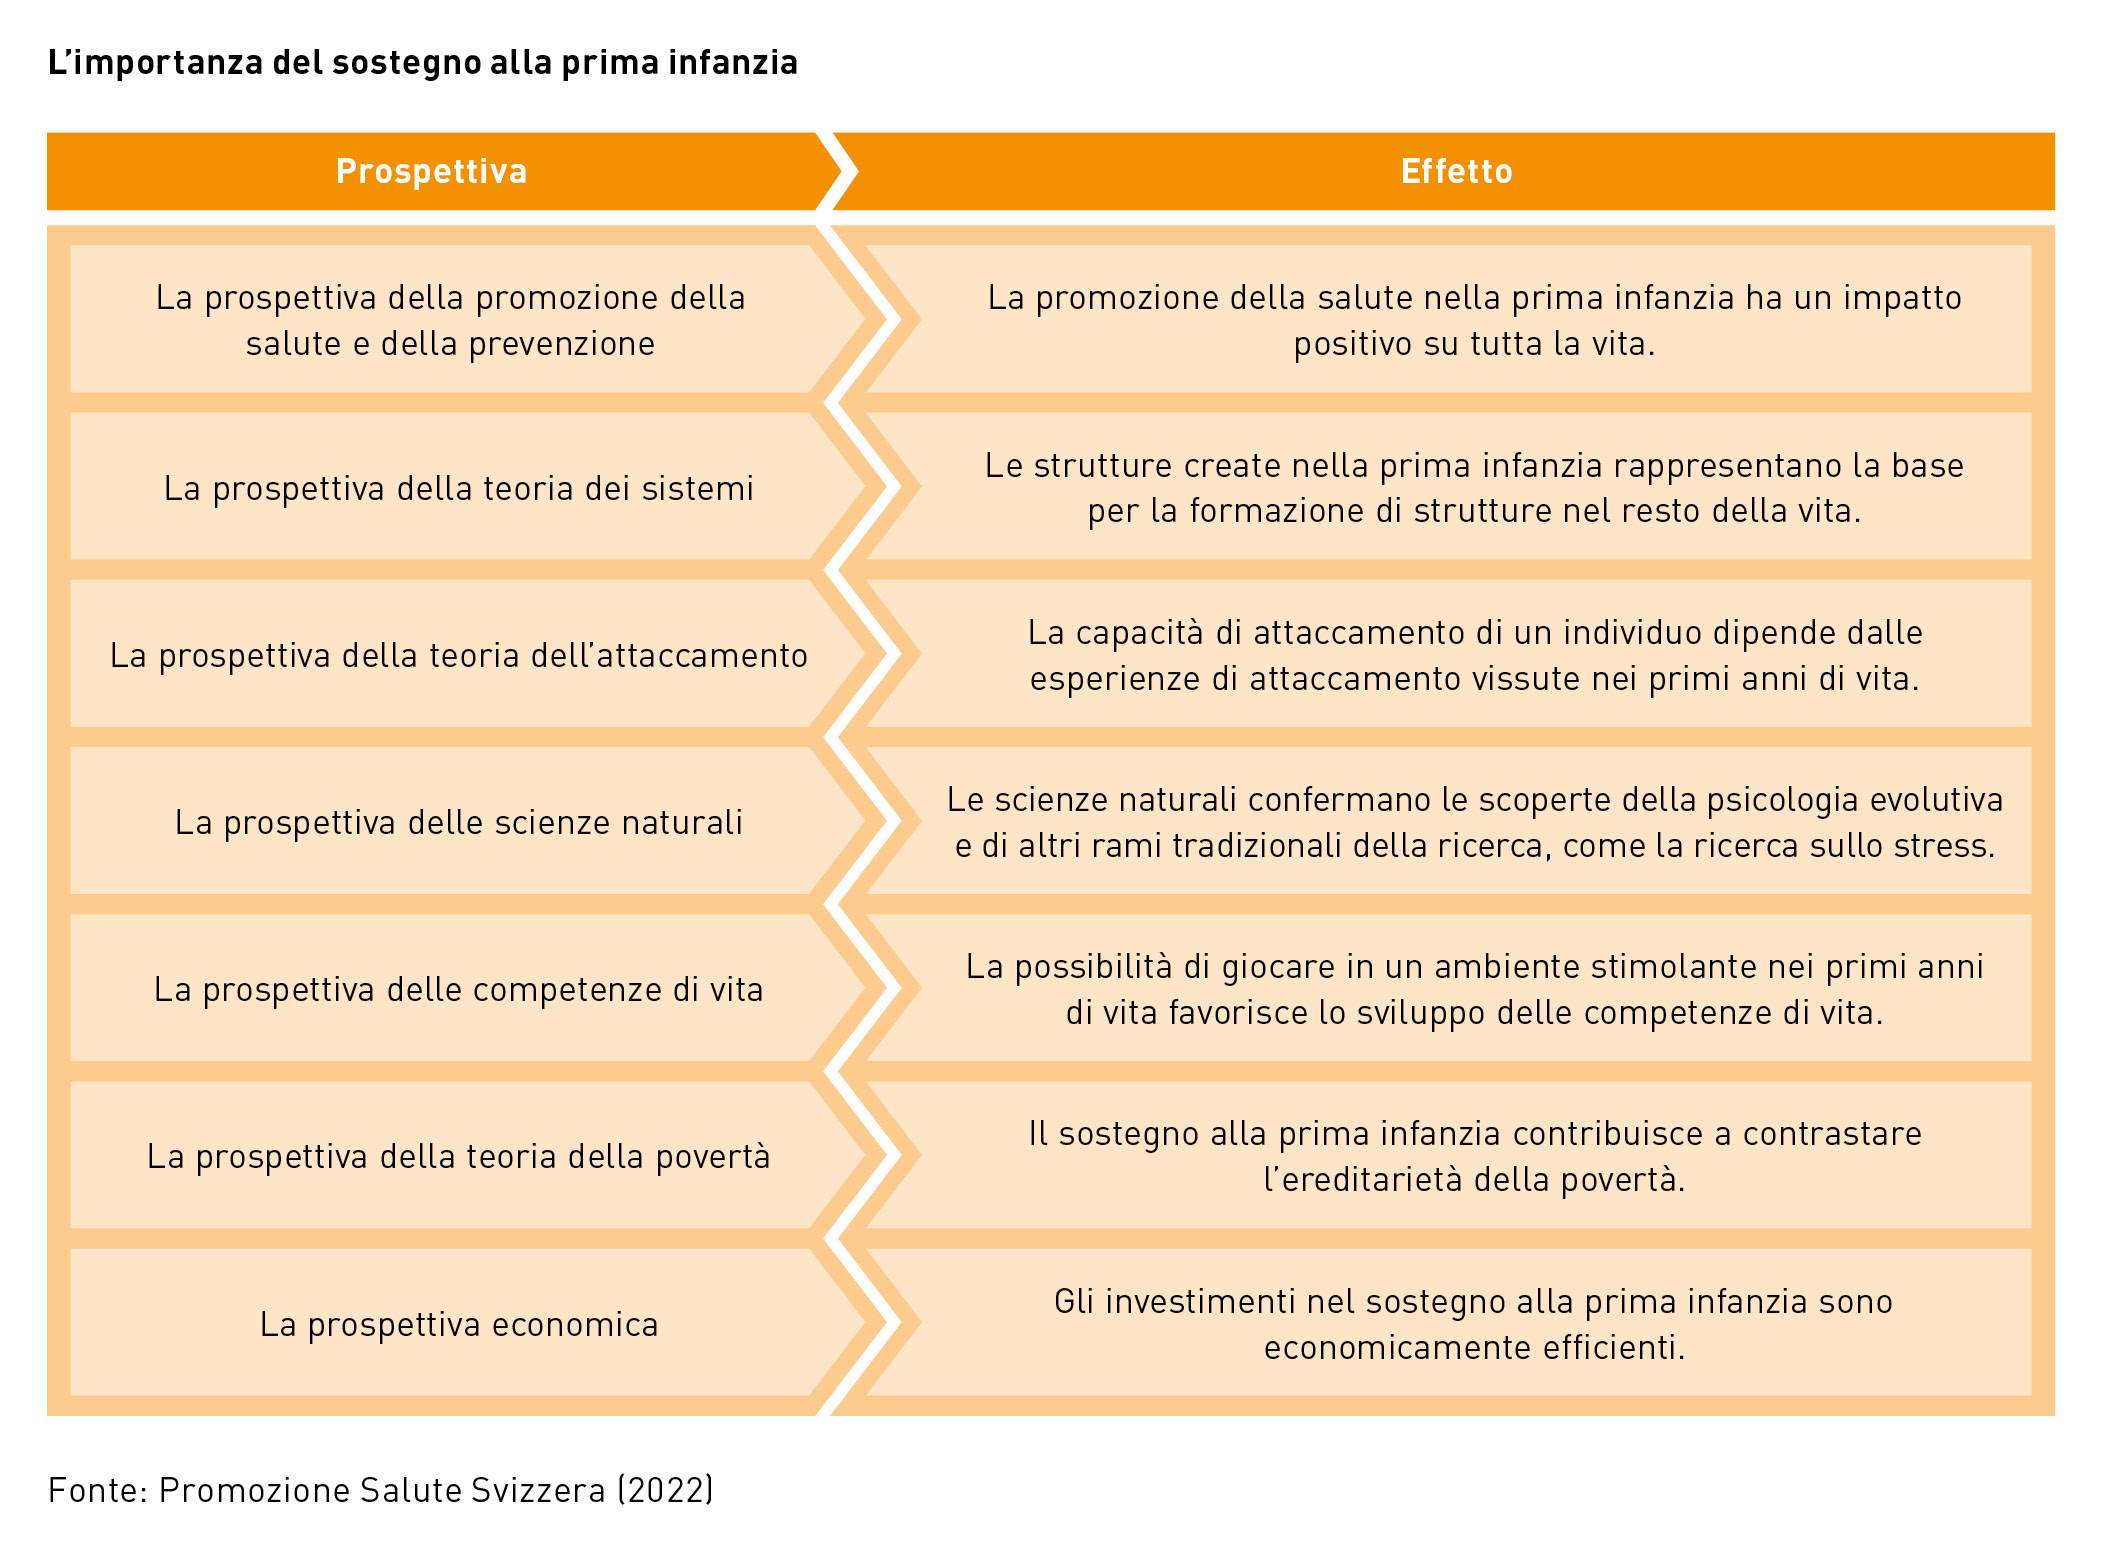 L’importanza del sostegno alla prima infanzia
Prospettiva
Effetto
La prospettiva della promozione della
salute e della prevenzione
La promozione della salute nella prima infanzia ha un impatto
positivo su tutta la vita.
La prospettiva della teoria dei sistemi
Le strutture create nella prima infanzia rappresentano la base
per la formazione di strutture nel resto della vita.
La prospettiva della teoria dell’attaccamento
La capacità di attaccamento di un individuo dipende dalle
esperienze di attaccamento vissute nei primi anni di vita.
La prospettiva delle scienze naturali
Le scienze naturali confermano le scoperte della psicologia evolutiva
e di altri rami tradizionali della ricerca, come la ricerca sullo stress.
La prospettiva delle competenze di vita
La possibilità di giocare in un ambiente stimolante nei primi anni
di vita favorisce lo sviluppo delle competenze di vita.
La prospettiva della teoria della povertà
Il sostegno alla prima infanzia contribuisce a contrastare
l’ereditarietà della povertà.
La prospettiva economica
Gli investimenti nel sostegno alla prima infanzia sono
economicamente efficienti.
Fonte: Promozione Salute Svizzera (2022)